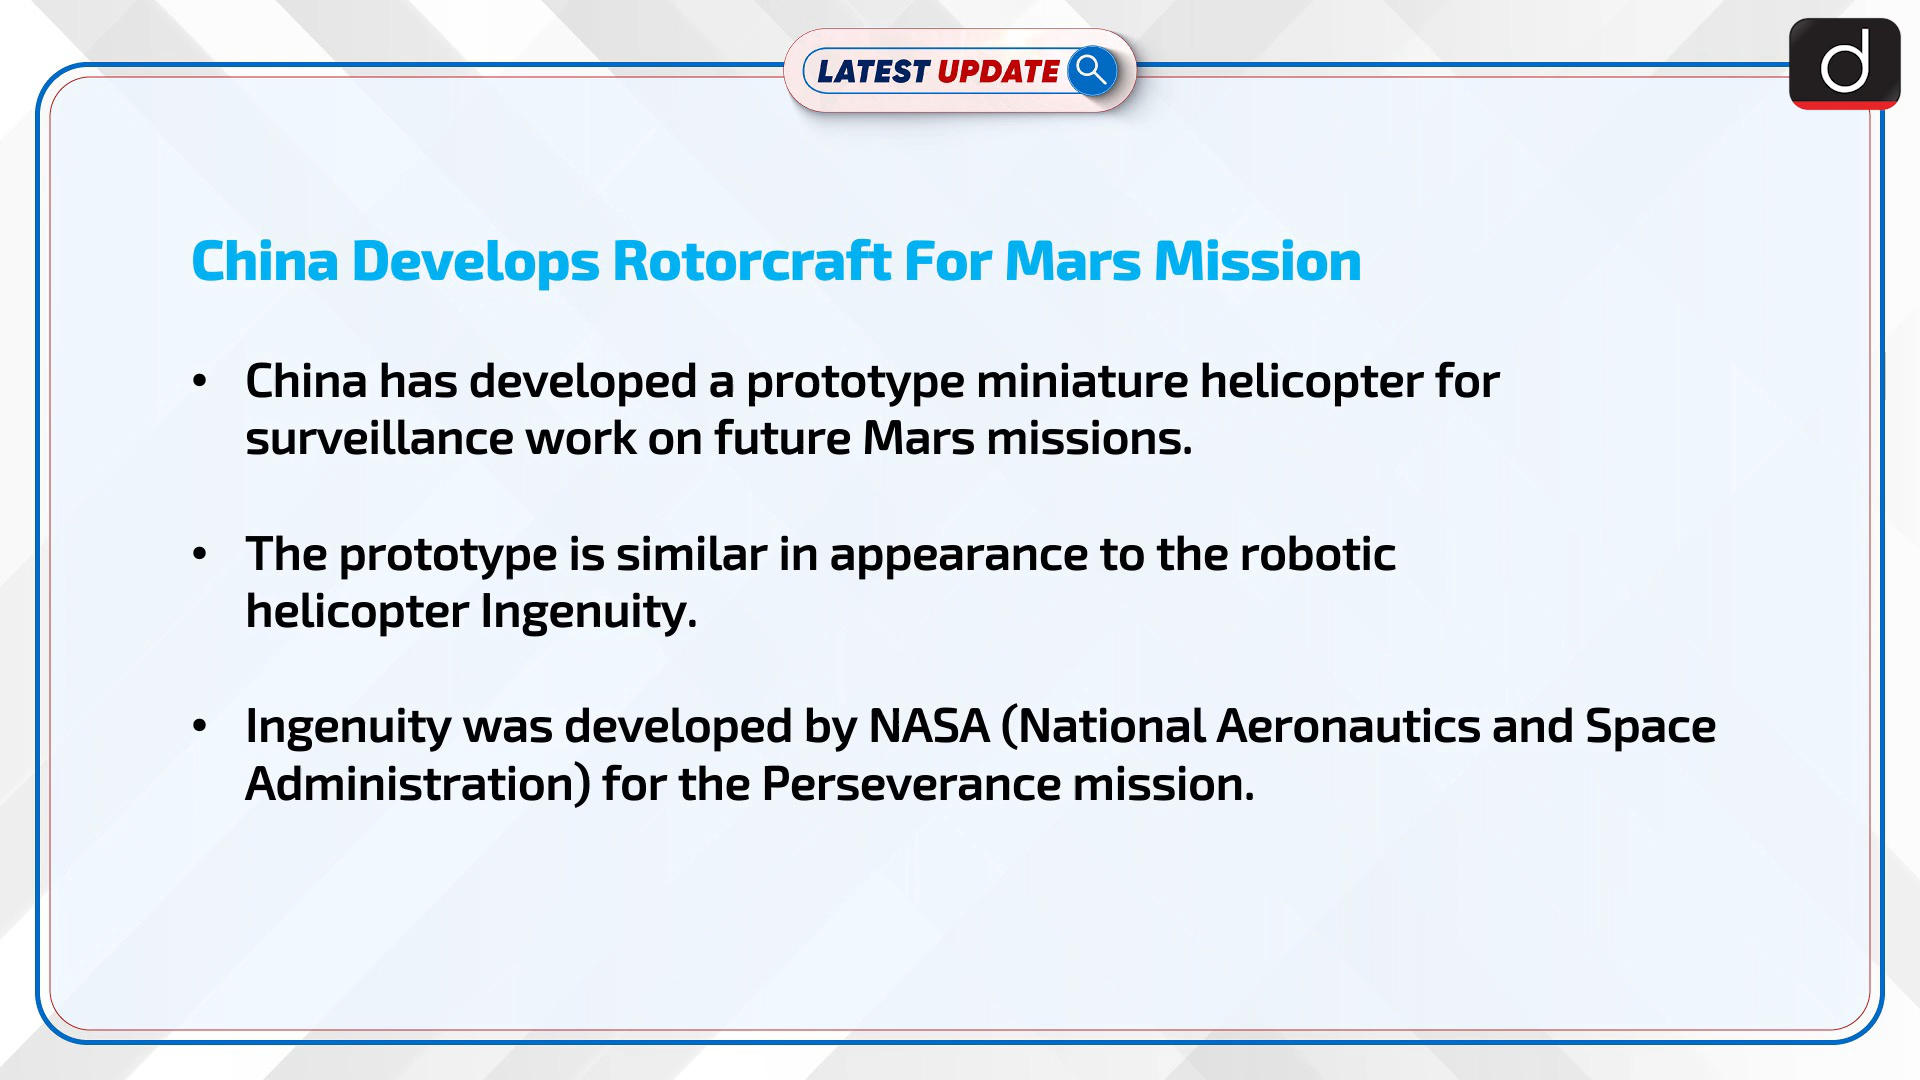 LATEST UPDATE
d
China Develops Rotorcraft For Mars Mission
• China has developed a prototype miniature helicopter for
surveillance work on future Mars missions.
• The prototype is similar in appearance to the robotic
helicopter Ingenuity.
• Ingenuity was developed by NASA (National Aeronautics and Space
Administration) for the Perseverance mission.